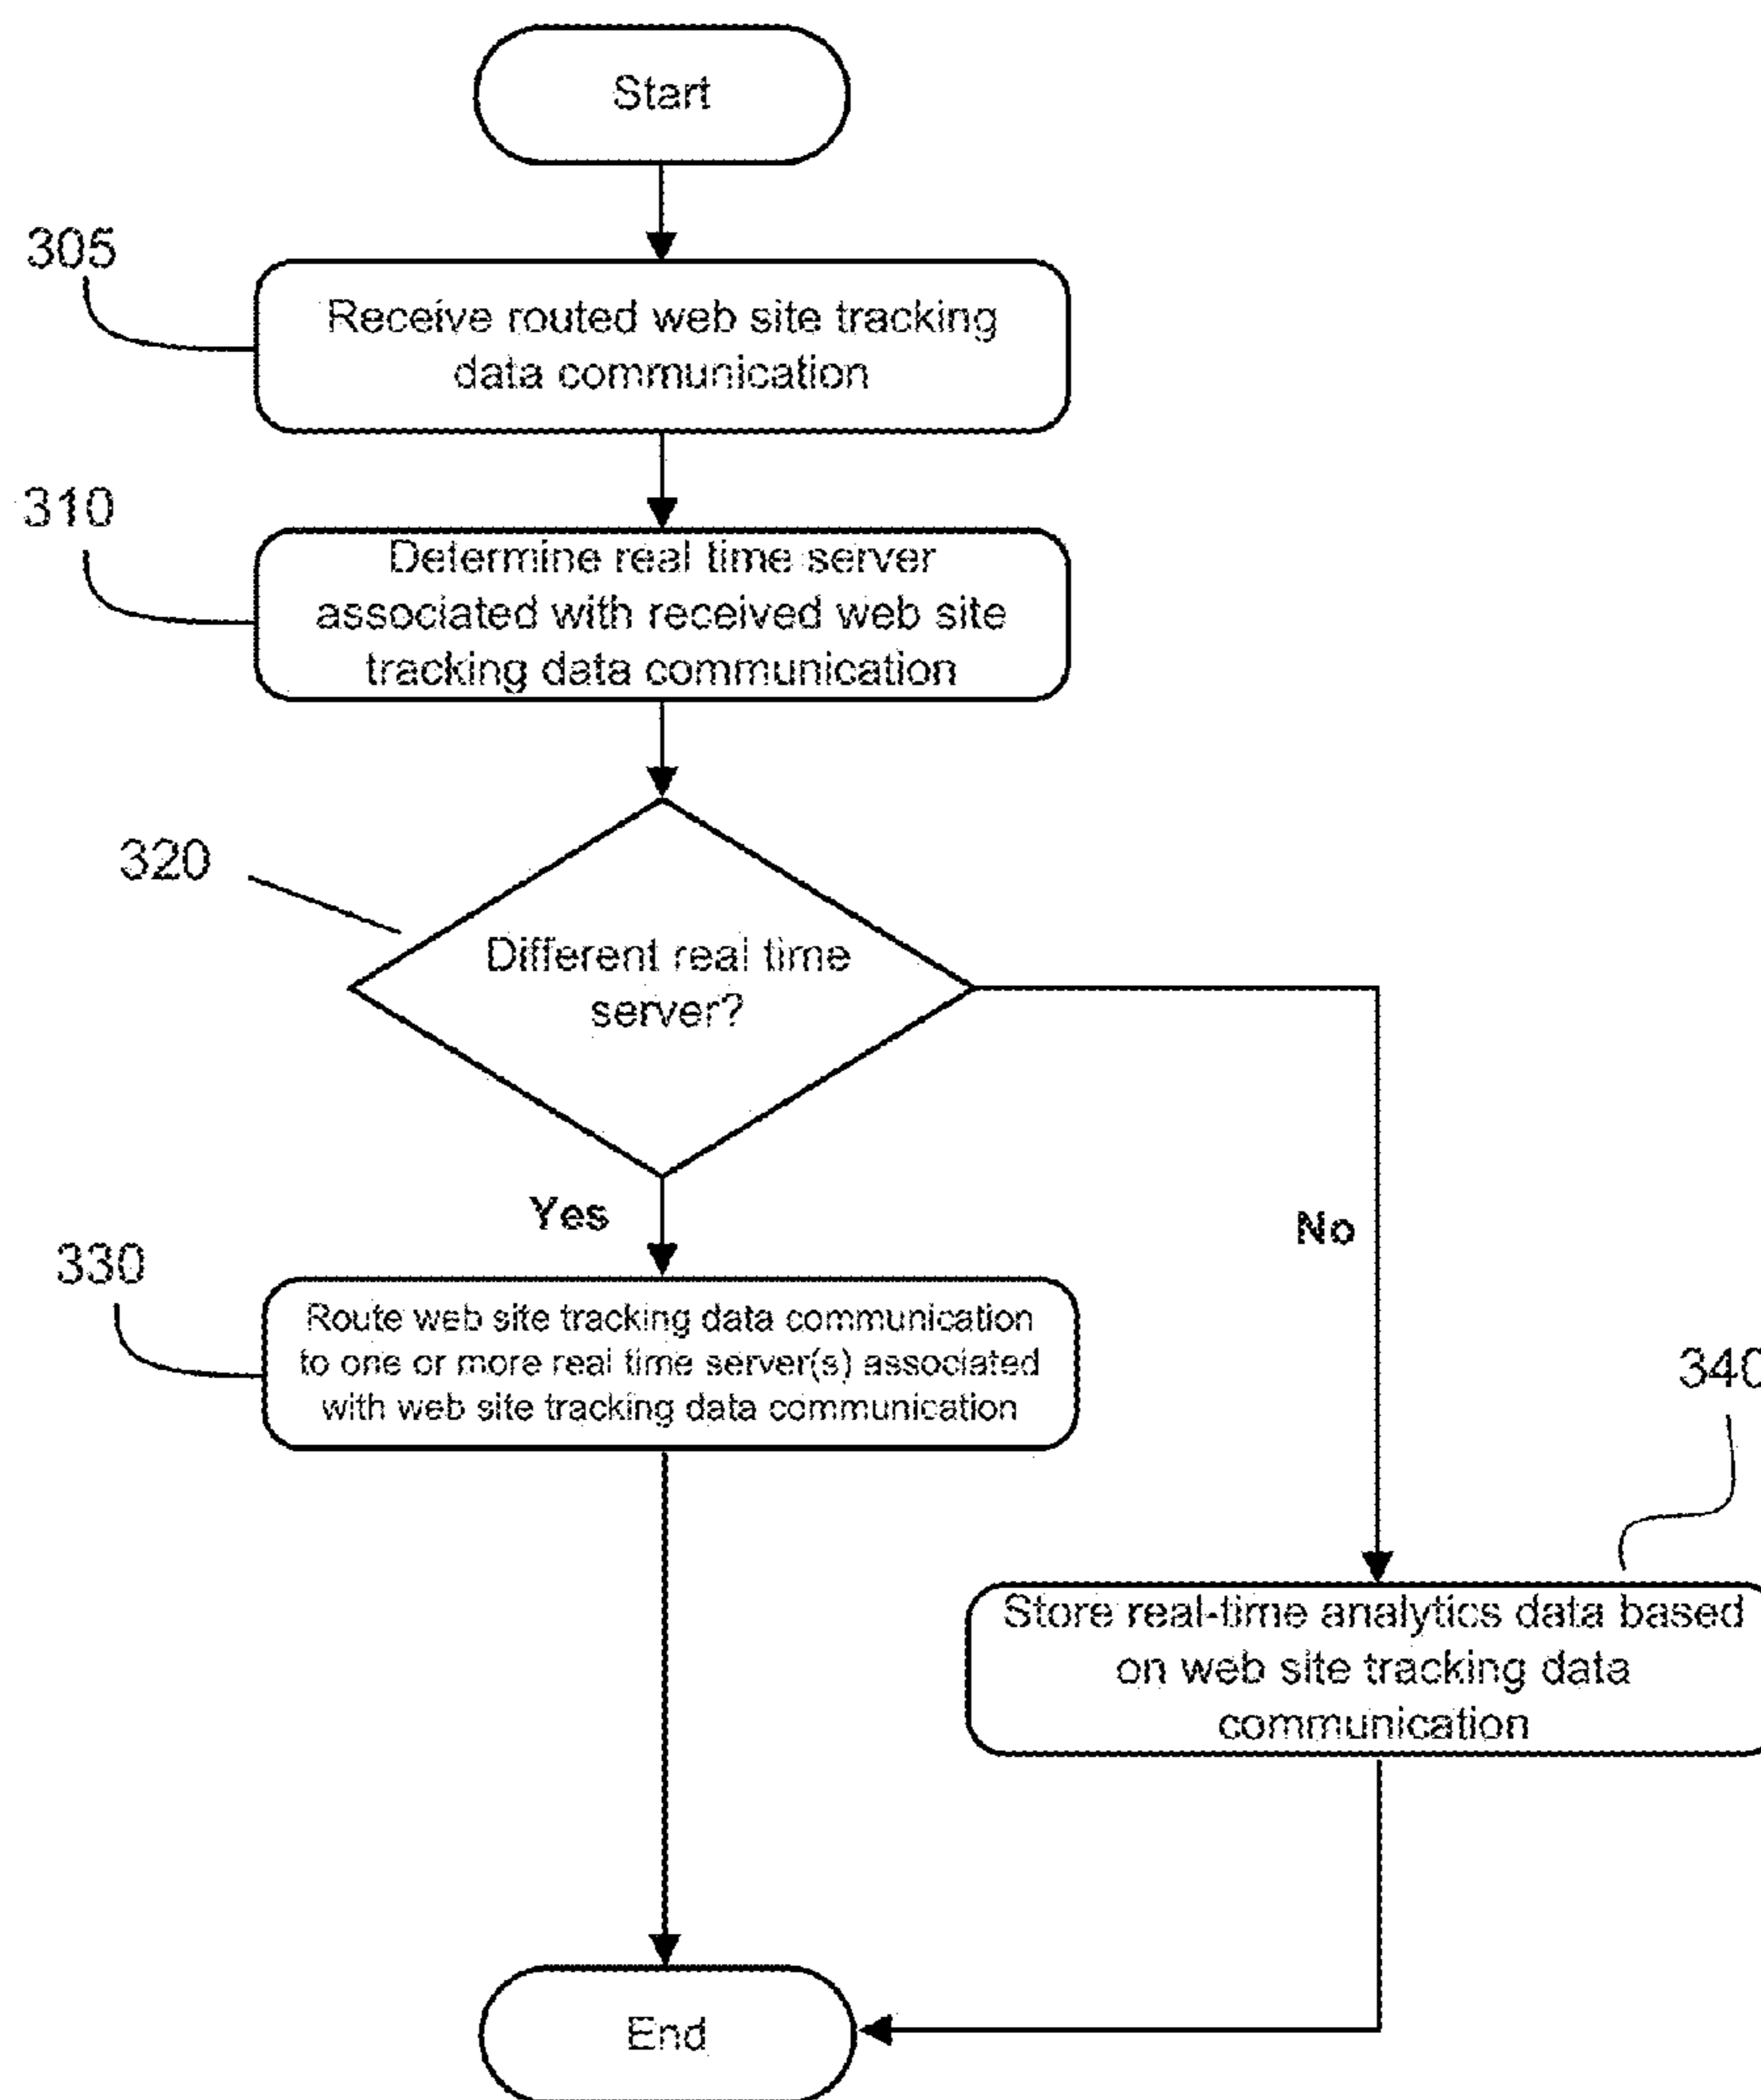 Start
305
Receive routed web site tracking
data communication
310
Determine real time server
associated with received web site
tracking data communication
320
Different real time
server?
Yes
No
330
Route web site tracking data communication
to one or more real time server(s) associated
with web site tracking data communication
340
Store real-time analytics data based
on web site tracking data
communication
End